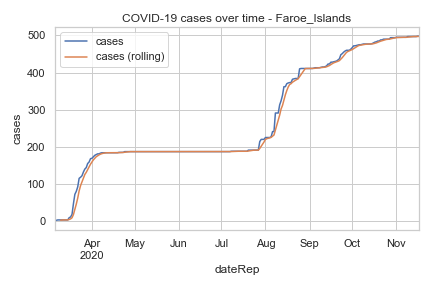 COVID-19 cases over time - Faroe_Islands
cases
cases (rolling)
500
400
300
200
100
0
cases
Apr May Jun Jul Aug Sep Oct Nov
2020
dateRep